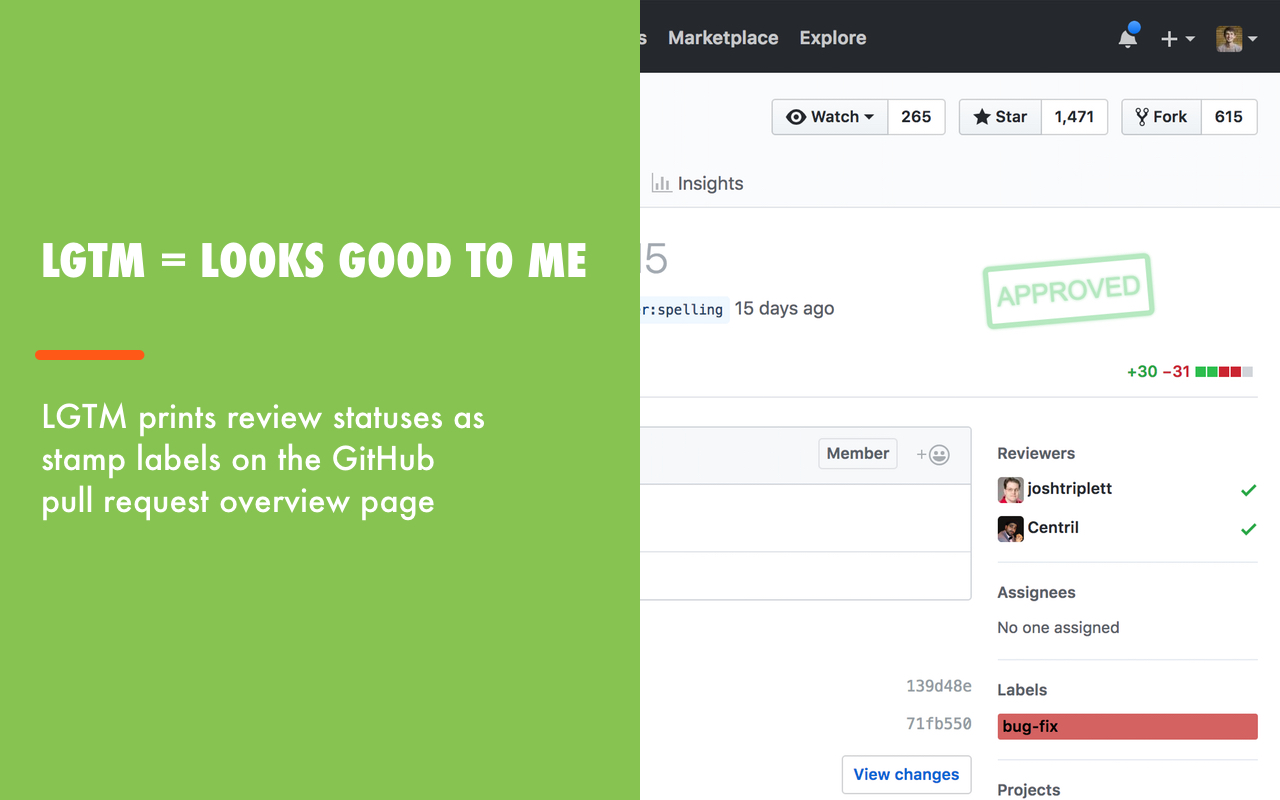 LGTM = LOOKS GOOD TO ME
LGTM prints review statuses as
stamp labels on the GitHub
pull request overview page
s Marketplace Explore
Watch 265 Star 1,471 Fork 615
Insights
15
r:spelling 15 days ago
APPROVED
+30 −31
Member
Reviewers
joshtriplett
Centril
Assignees
No one assigned
139d48e
Labels
71fb550
bug-fix
View changes
Projects